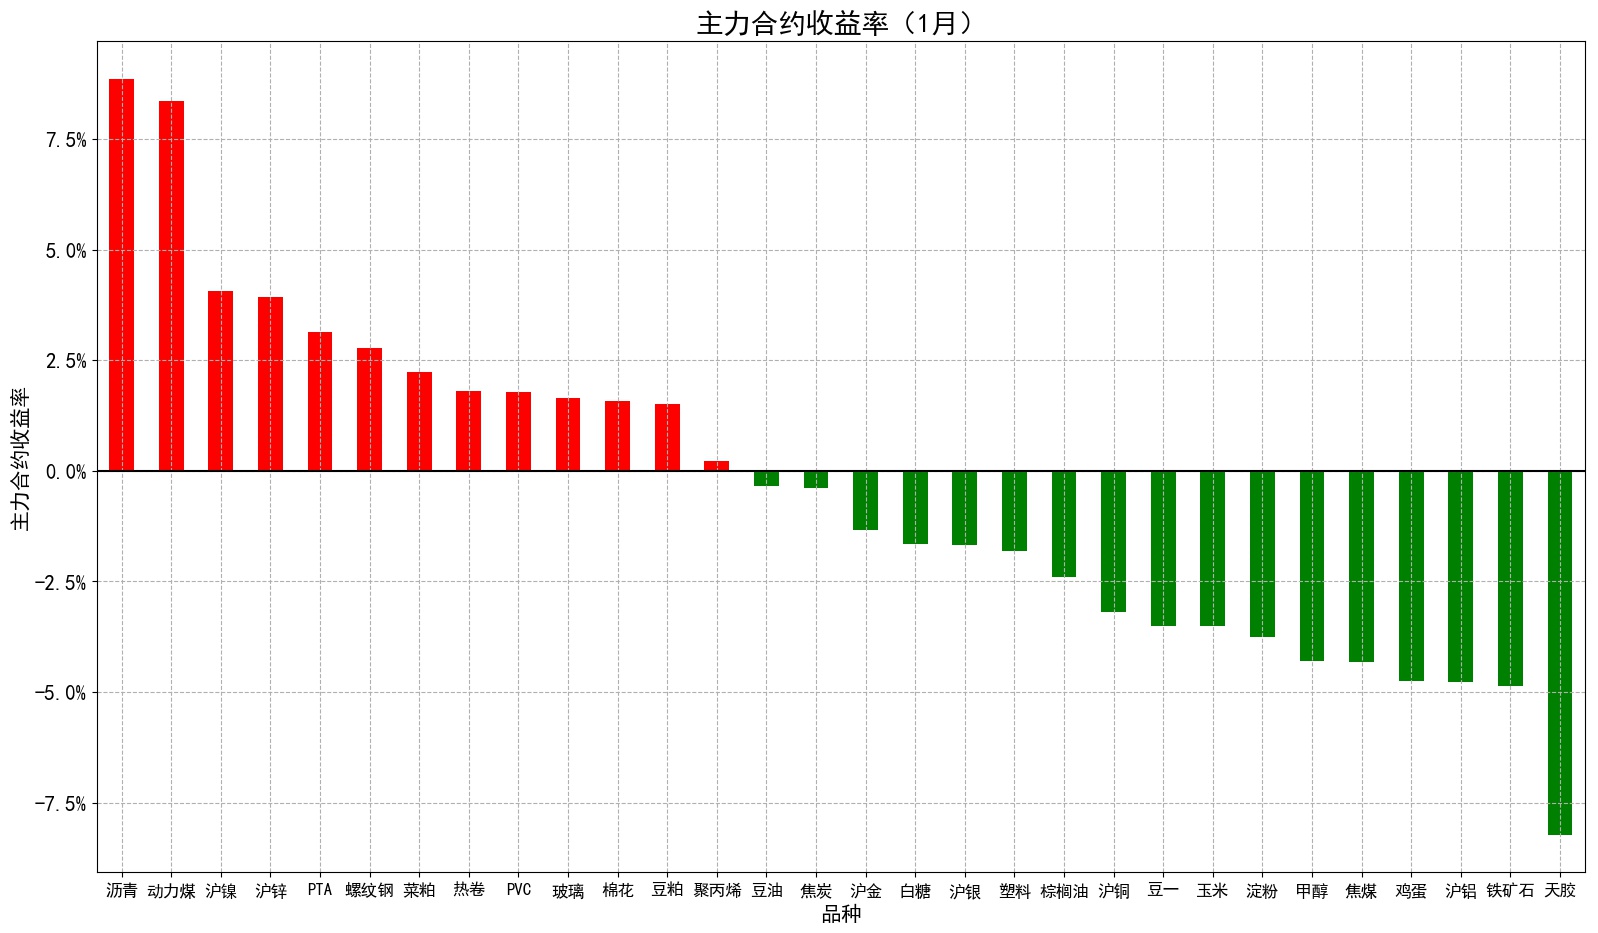 主力合约收益率（1月）
主力合约收益率
7.5%
5.0%
2.5%
0.0%
−2.5%
−5.0%
−7.5%
沥青 动力煤 沪镍 沪锌 PTA 螺纹钢 菜粕 热卷 PVC 玻璃 棉花 豆粕 聚丙烯 豆油 焦炭 沪金 白糖 沪银 塑料 棕榈油 沪铜 豆一 玉米 淀粉 甲醇 焦煤 鸡蛋 沪铝 铁矿石 天胶
品种